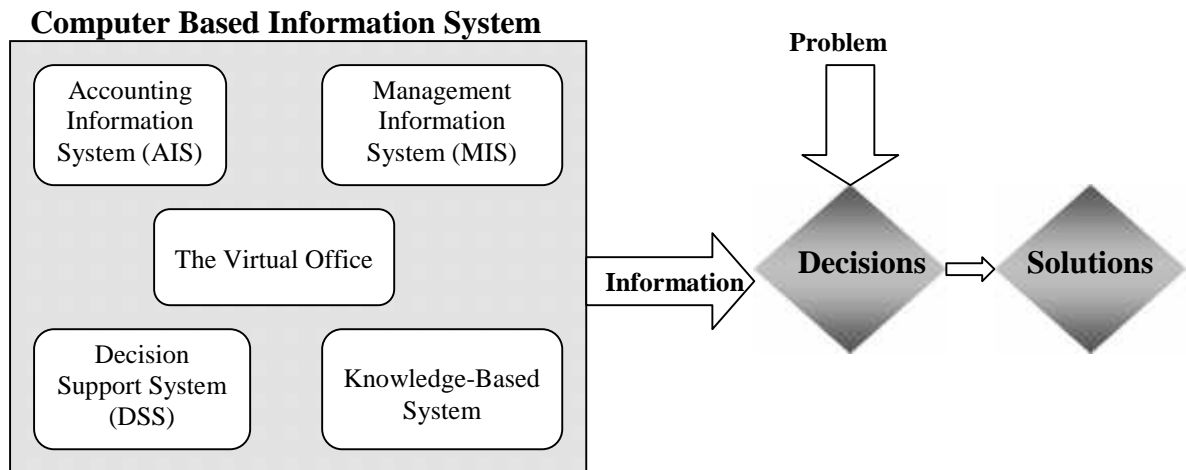 Computer Based Information System
Problem
Accounting
Information
System (AIS)
Management
Information
System (MIS)
The Virtual Office
Information
Decisions
Solutions
Decision
Support System
(DSS)
Knowledge-Based
System